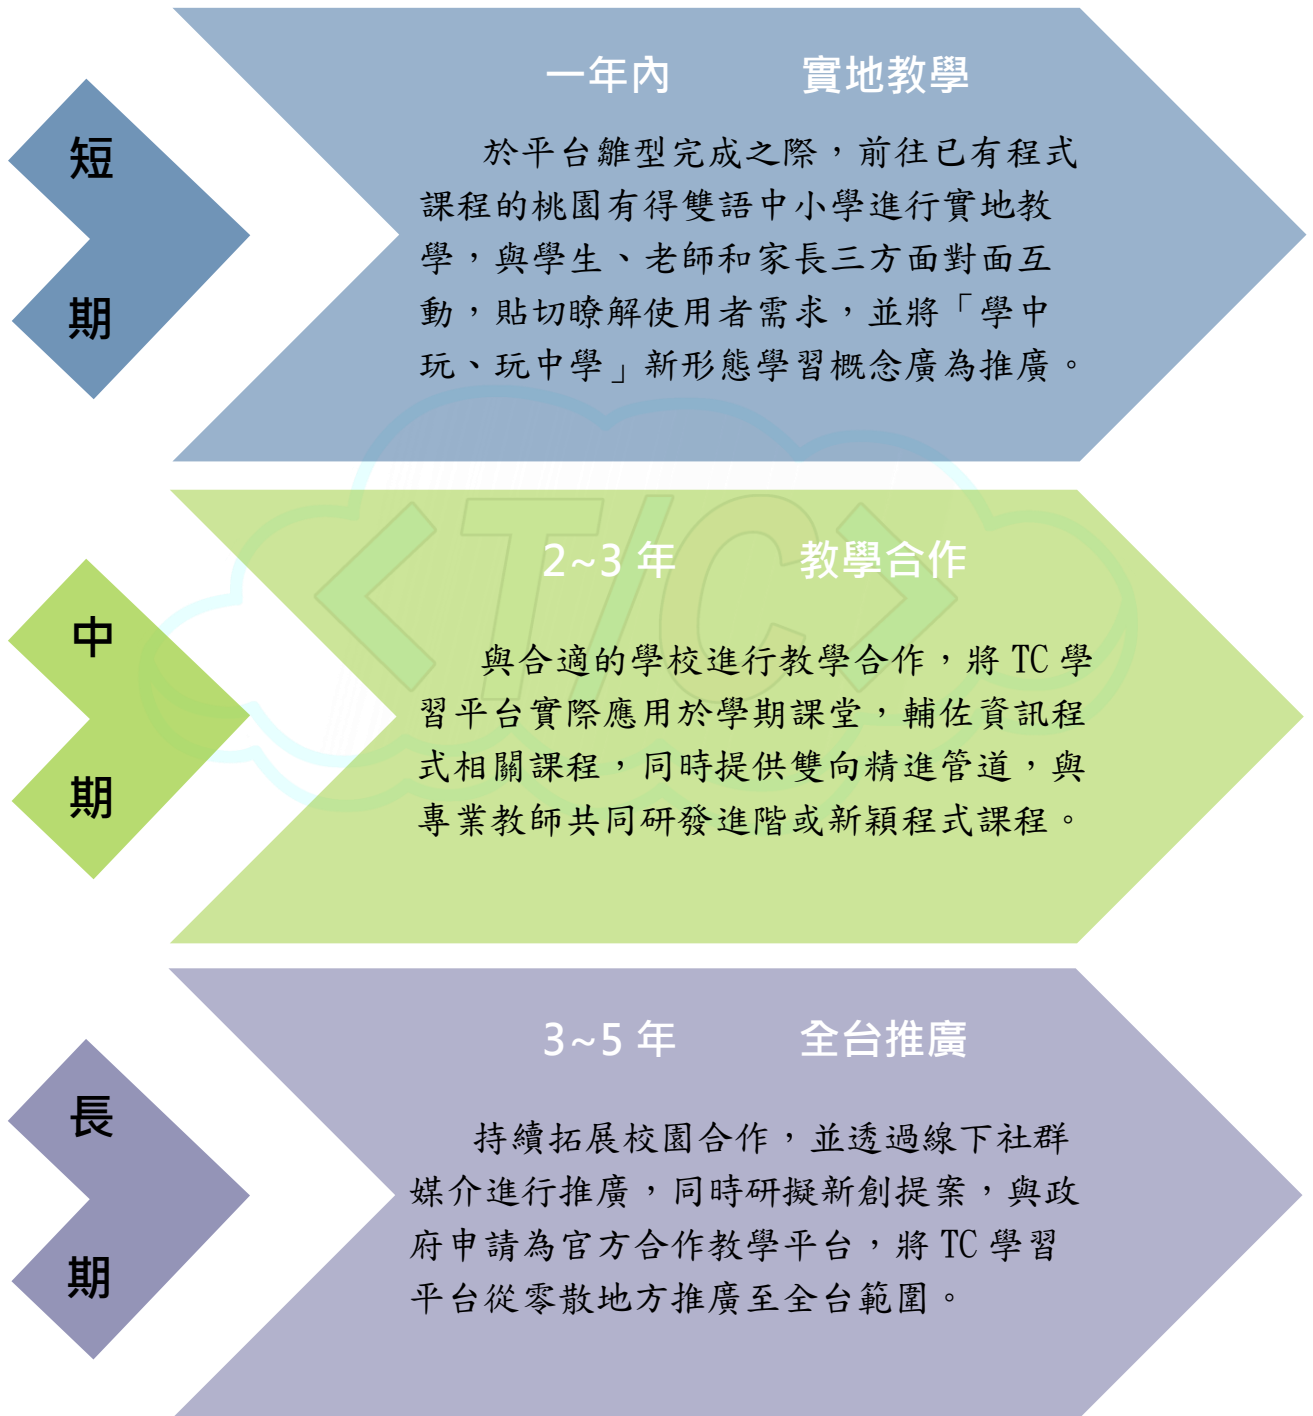 短
期
一年內 實地教學
於平台雛型完成之際，前往已有程式
課程的桃園有得雙語中小學進行實地教
學，與學生、老師和家長三方面對面互
動，貼切瞭解使用者需求，並將「學中
玩、玩中學」新形態學習概念廣為推廣。
中
期
2~3 年 教學合作
與合適的學校進行教學合作，將 TC 學
習平台實際應用於學期課堂，輔佐資訊程
式相關課程，同時提供雙向精進管道，與
專業教師共同研發進階或新穎程式課程。
<T/C>
長
期
3~5 年 全台推廣
持續拓展校園合作，並透過線下社群
媒介進行推廣，同時研擬新創提案，與政
府申請為官方合作教學平台，將 TC 學習
平台從零散地方推廣至全台範圍。